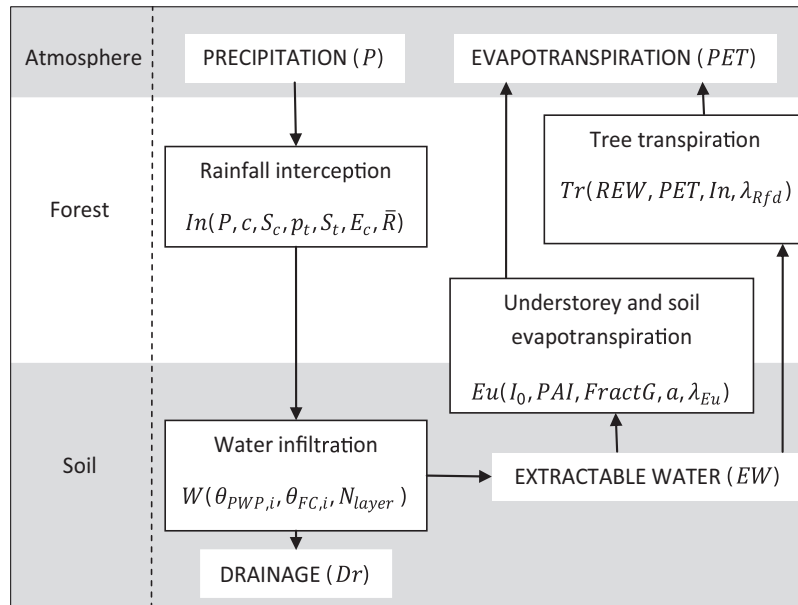 Atmosphere
PRECIPITATION (P)
EVAPOTRANSPIRATION (PET)
Forest
Rainfall interception
In(P, c, S_c, p_t, S_t, E_c, R̄)
Tree transpiration
Tr(REW, PET, In, λ_Rfd)
Understorey and soil
evapotranspiration
Eu(I_0, PAI, FractG, a, λ_Eu)
Soil
Water infiltration
W(θ_PWP,i, θ_FC,i, N_layer)
EXTRACTABLE WATER (EW)
DRAINAGE (Dr)